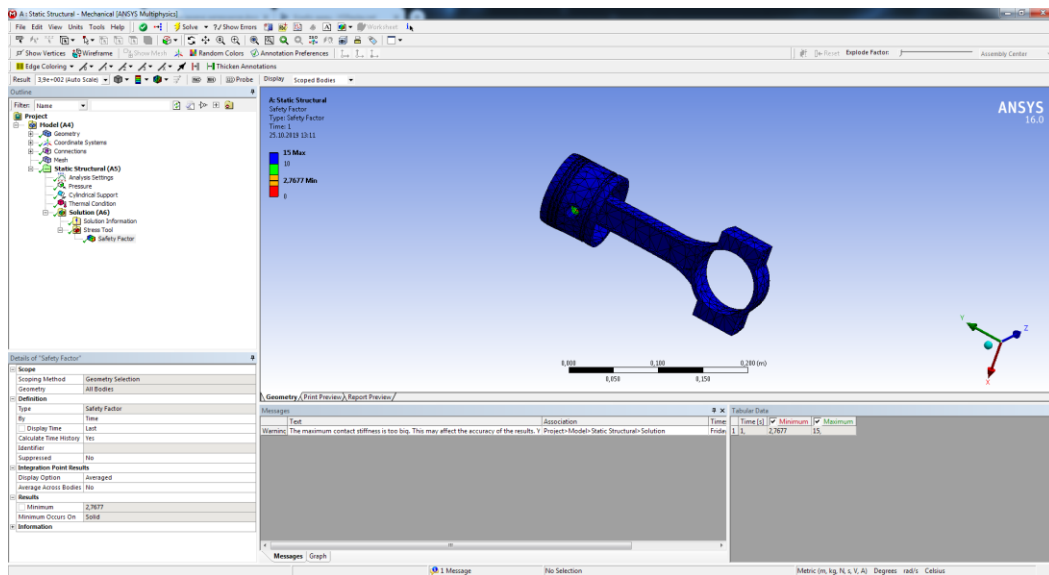 A : Static Structural - Mechanical [ANSYS Multiphysics]
File Edit View Units Tools Help Solve ?/ Show Errors Worksheet
Show Vertices Wireframe Show Mesh Random Colors Annotation Preferences Reset Explode Factor: Assembly Center
Edge Coloring Thicken Annotations
Result 3,9e+002 (Auto Scale) Probe Display Scoped Bodies
Outline
Filter: Name
Project
Model (A4)
Geometry
Coordinate Systems
Connections
Mesh
Static Structural (A5)
Analysis Settings
Pressure
Cylindrical Support
Thermal Condition
Solution (A6)
Solution Information
Stress Tool
Safety Factor
A: Static Structural
Safety Factor
Type: Safety Factor
Time: 1
25.10.2019 13:11
15 Max
10
2,7677 Min
0
ANSYS
16.0
Y
Z
X
0,000 0,100 0,200 (m)
0,050 0,150
Geometry Print Preview Report Preview
Details of "Safety Factor"
Scope
Scoping Method Geometry Selection
Geometry All Bodies
Definition
Type Safety Factor
By Time
Display Time Last
Calculate Time History Yes
Identifier
Suppressed No
Integration Point Results
Display Option Averaged
Average Across Bodies No
Results
Minimum 2,7677
Minimum Occurs On Solid
Information
Messages
Text Association Time
Warning The maximum contact stiffness is too big. This may affect the accuracy of the results. Y Project>Model>Static Structural>Solution Friday
Messages Graph
Tabular Data
Time [s] Minimum Maximum
1 1, 2,7677 15,
1 Message No Selection Metric (m, kg, N, s, V, A) Degrees rad/s Celsius